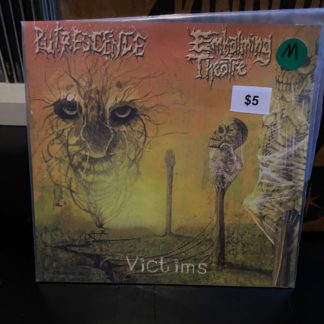 PUTRESCENCE
Embalming
Theatre
M
$5
Victims